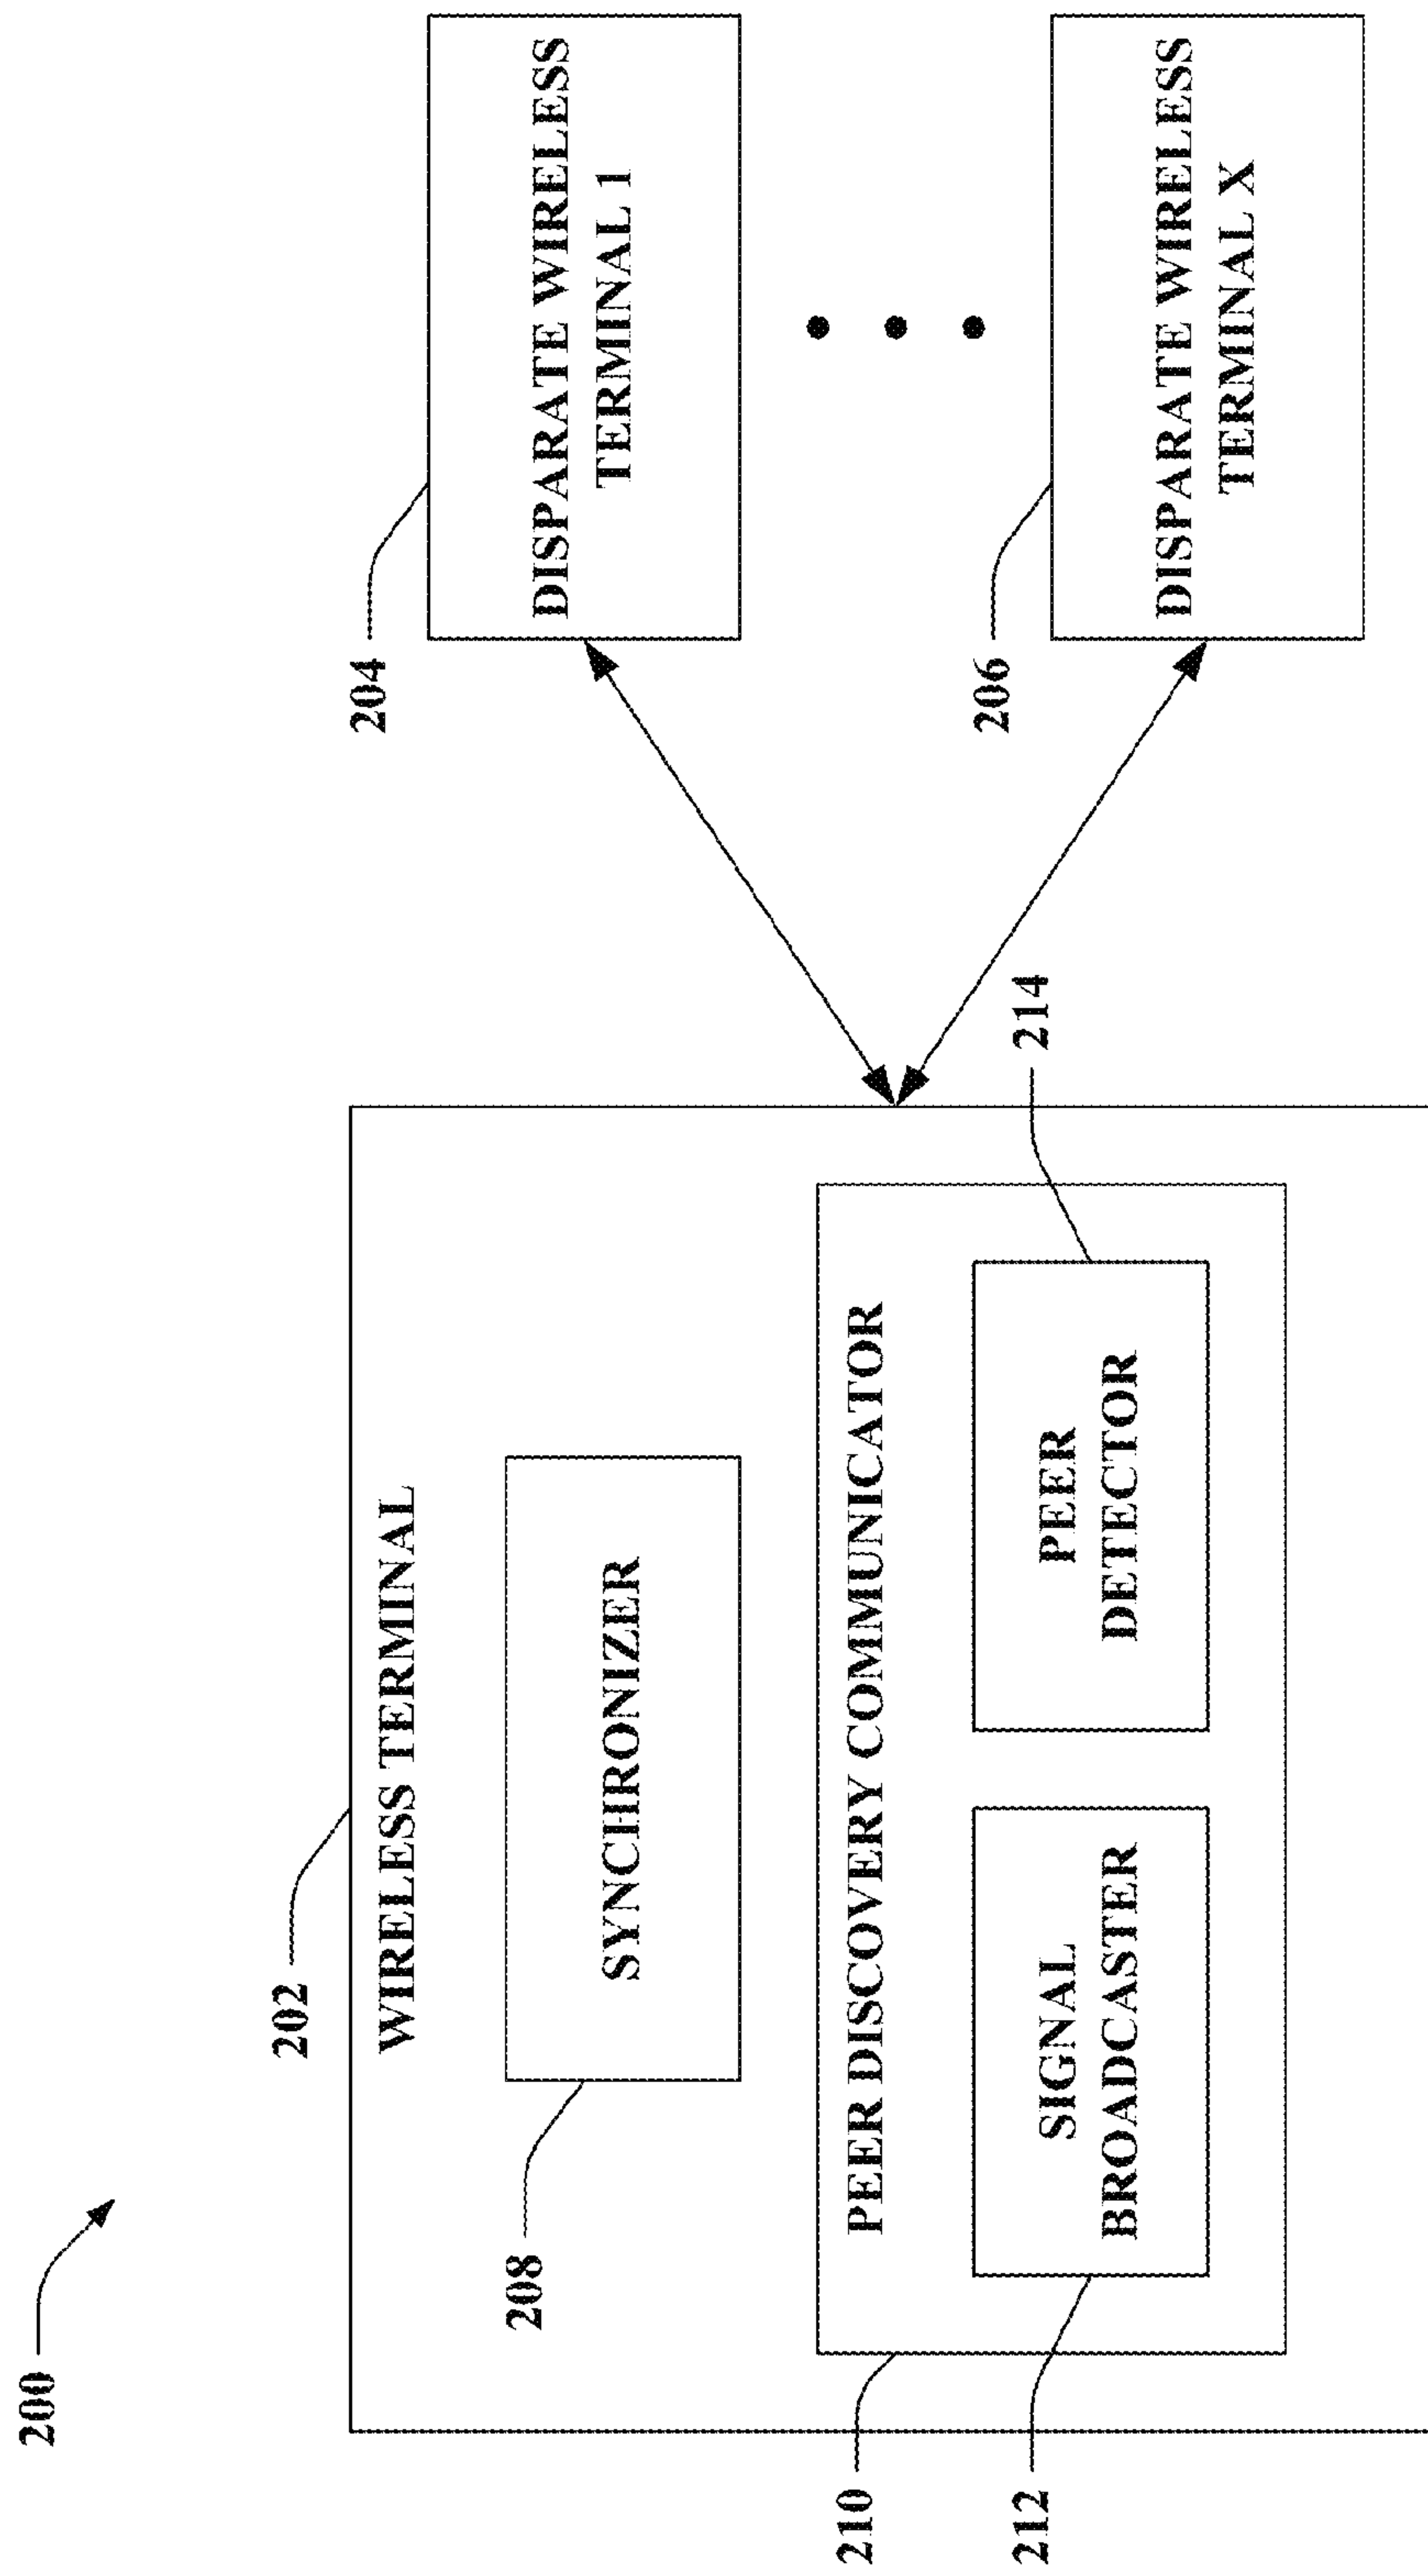 200
202
WIRELESS TERMINAL
208
SYNCHRONIZER
210
PEER DISCOVERY COMMUNICATOR
212
SIGNAL
BROADCASTER
PEER
DETECTOR
214
204
DISPARATE WIRELESS
TERMINAL 1
206
DISPARATE WIRELESS
TERMINAL X